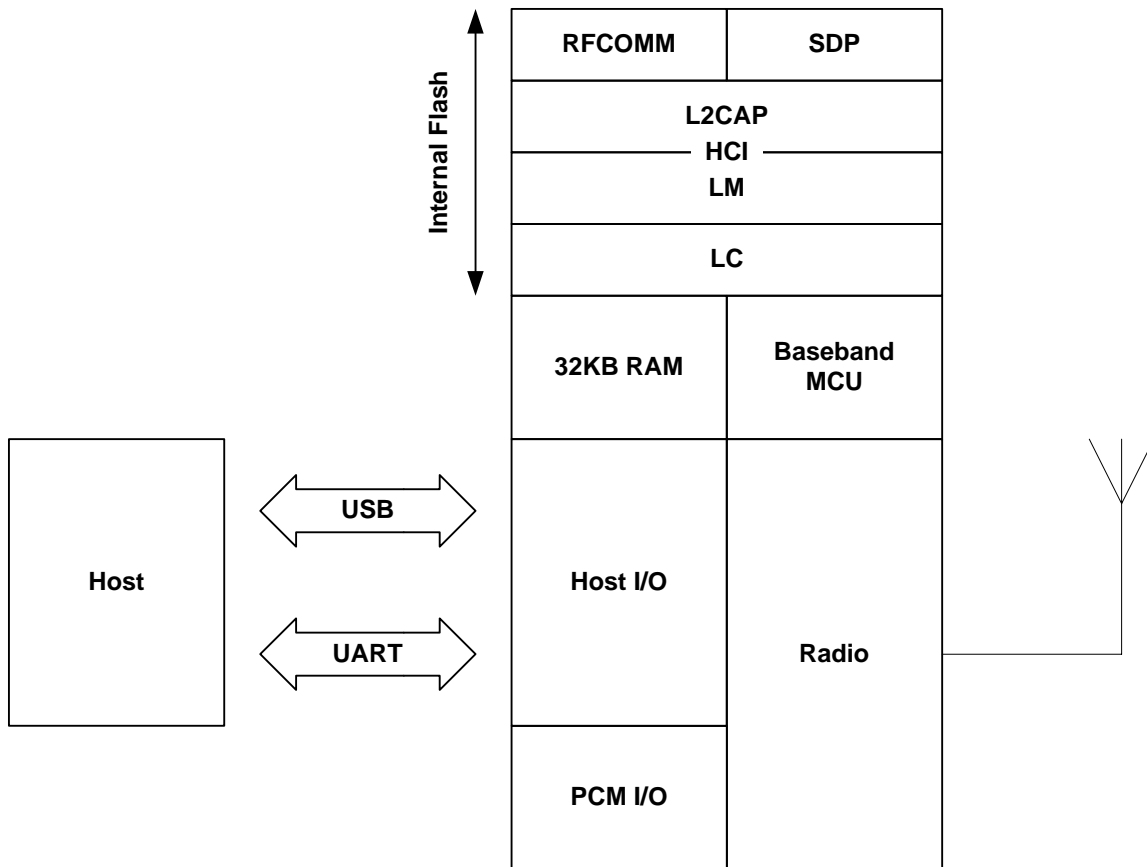 RFCOMM
SDP
Internal Flash
L2CAP
HCI
LM
LC
32KB RAM
Baseband
MCU
USB
Host
Host I/O
UART
Radio
PCM I/O